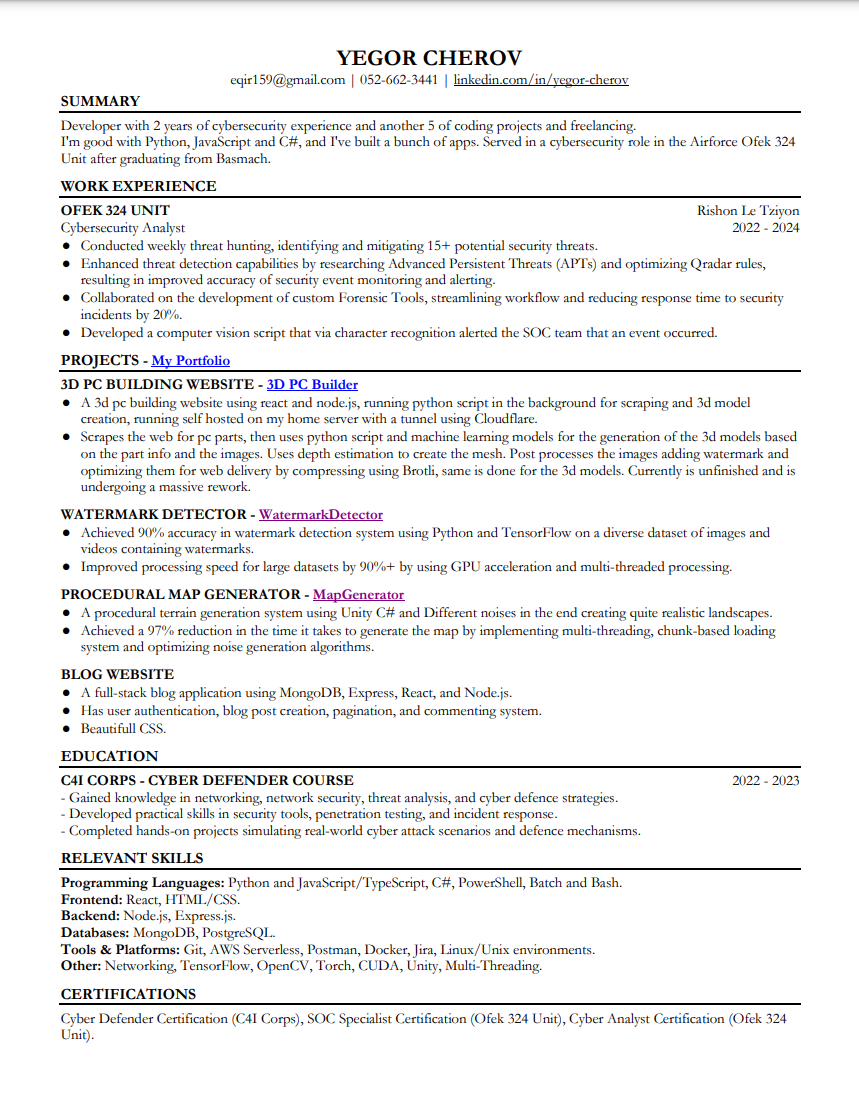 YEGOR CHEROV
eqir159@gmail.com | 052-662-3441 | linkedin.com/in/yegor-cherov
SUMMARY
Developer with 2 years of cybersecurity experience and another 5 of coding projects and freelancing.
I'm good with Python, JavaScript and C#, and I've built a bunch of apps. Served in a cybersecurity role in the Airforce Ofek 324
Unit after graduating from Basmach.
WORK EXPERIENCE
OFEK 324 UNIT Rishon Le Tziyon
Cybersecurity Analyst 2022 - 2024
● Conducted weekly threat hunting, identifying and mitigating 15+ potential security threats.
● Enhanced threat detection capabilities by researching Advanced Persistent Threats (APTs) and optimizing Qradar rules,
resulting in improved accuracy of security event monitoring and alerting.
● Collaborated on the development of custom Forensic Tools, streamlining workflow and reducing response time to security
incidents by 20%.
● Developed a computer vision script that via character recognition alerted the SOC team that an event occurred.
PROJECTS - My Portfolio
3D PC BUILDING WEBSITE - 3D PC Builder
● A 3d pc building website using react and node.js, running python script in the background for scraping and 3d model
creation, running self hosted on my home server with a tunnel using Cloudflare.
● Scrapes the web for pc parts, then uses python script and machine learning models for the generation of the 3d models based
on the part info and the images. Uses depth estimation to create the mesh. Post processes the images adding watermark and
optimizing them for web delivery by compressing using Brotli, same is done for the 3d models. Currently is unfinished and is
undergoing a massive rework.
WATERMARK DETECTOR - WatermarkDetector
● Achieved 90% accuracy in watermark detection system using Python and TensorFlow on a diverse dataset of images and
videos containing watermarks.
● Improved processing speed for large datasets by 90%+ by using GPU acceleration and multi-threaded processing.
PROCEDURAL MAP GENERATOR - MapGenerator
● A procedural terrain generation system using Unity C# and Different noises in the end creating quite realistic landscapes.
● Achieved a 97% reduction in the time it takes to generate the map by implementing multi-threading, chunk-based loading
system and optimizing noise generation algorithms.
BLOG WEBSITE
● A full-stack blog application using MongoDB, Express, React, and Node.js.
● Has user authentication, blog post creation, pagination, and commenting system.
● Beautifull CSS.
EDUCATION
C4I CORPS - CYBER DEFENDER COURSE 2022 - 2023
- Gained knowledge in networking, network security, threat analysis, and cyber defence strategies.
- Developed practical skills in security tools, penetration testing, and incident response.
- Completed hands-on projects simulating real-world cyber attack scenarios and defence mechanisms.
RELEVANT SKILLS
Programming Languages: Python and JavaScript/TypeScript, C#, PowerShell, Batch and Bash.
Frontend: React, HTML/CSS.
Backend: Node.js, Express.js.
Databases: MongoDB, PostgreSQL.
Tools & Platforms: Git, AWS Serverless, Postman, Docker, Jira, Linux/Unix environments.
Other: Networking, TensorFlow, OpenCV, Torch, CUDA, Unity, Multi-Threading.
CERTIFICATIONS
Cyber Defender Certification (C4I Corps), SOC Specialist Certification (Ofek 324 Unit), Cyber Analyst Certification (Ofek 324
Unit).